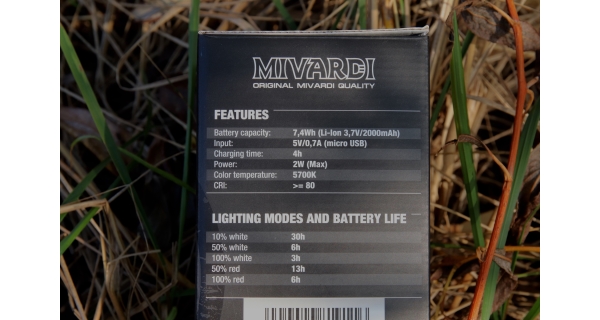 MIVARDI
ORIGINAL MIVARDI QUALITY
FEATURES
Battery capacity: 7,4Wh (Li-Ion 3,7V/2000mAh)
Input: 5V/0,7A (micro USB)
Charging time: 4h
Power: 2W (Max)
Color temperature: 5700K
CRI: >= 80
LIGHTING MODES AND BATTERY LIFE
10% white 30h
50% white 6h
100% white 3h
50% red 13h
100% red 6h